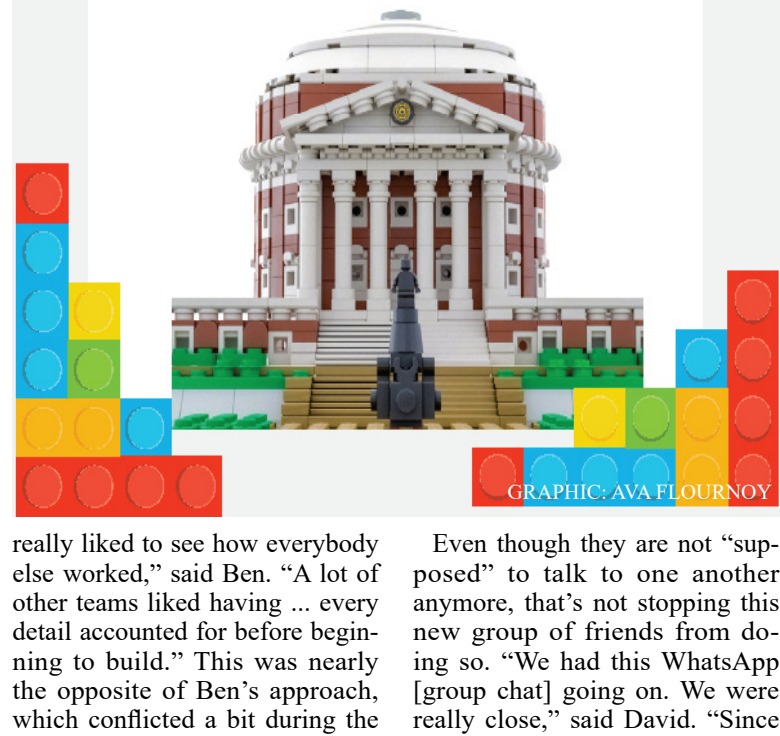 GRAPHIC: AVA FLOURNOY
really liked to see how everybody
else worked,” said Ben. “A lot of
other teams liked having ... every
detail accounted for before begin-
ning to build.” This was nearly
the opposite of Ben’s approach,
which conflicted a bit during the
Even though they are not “sup-
posed” to talk to one another
anymore, that’s not stopping this
new group of friends from do-
ing so. “We had this WhatsApp
[group chat] going on. We were
really close,” said David. “Since